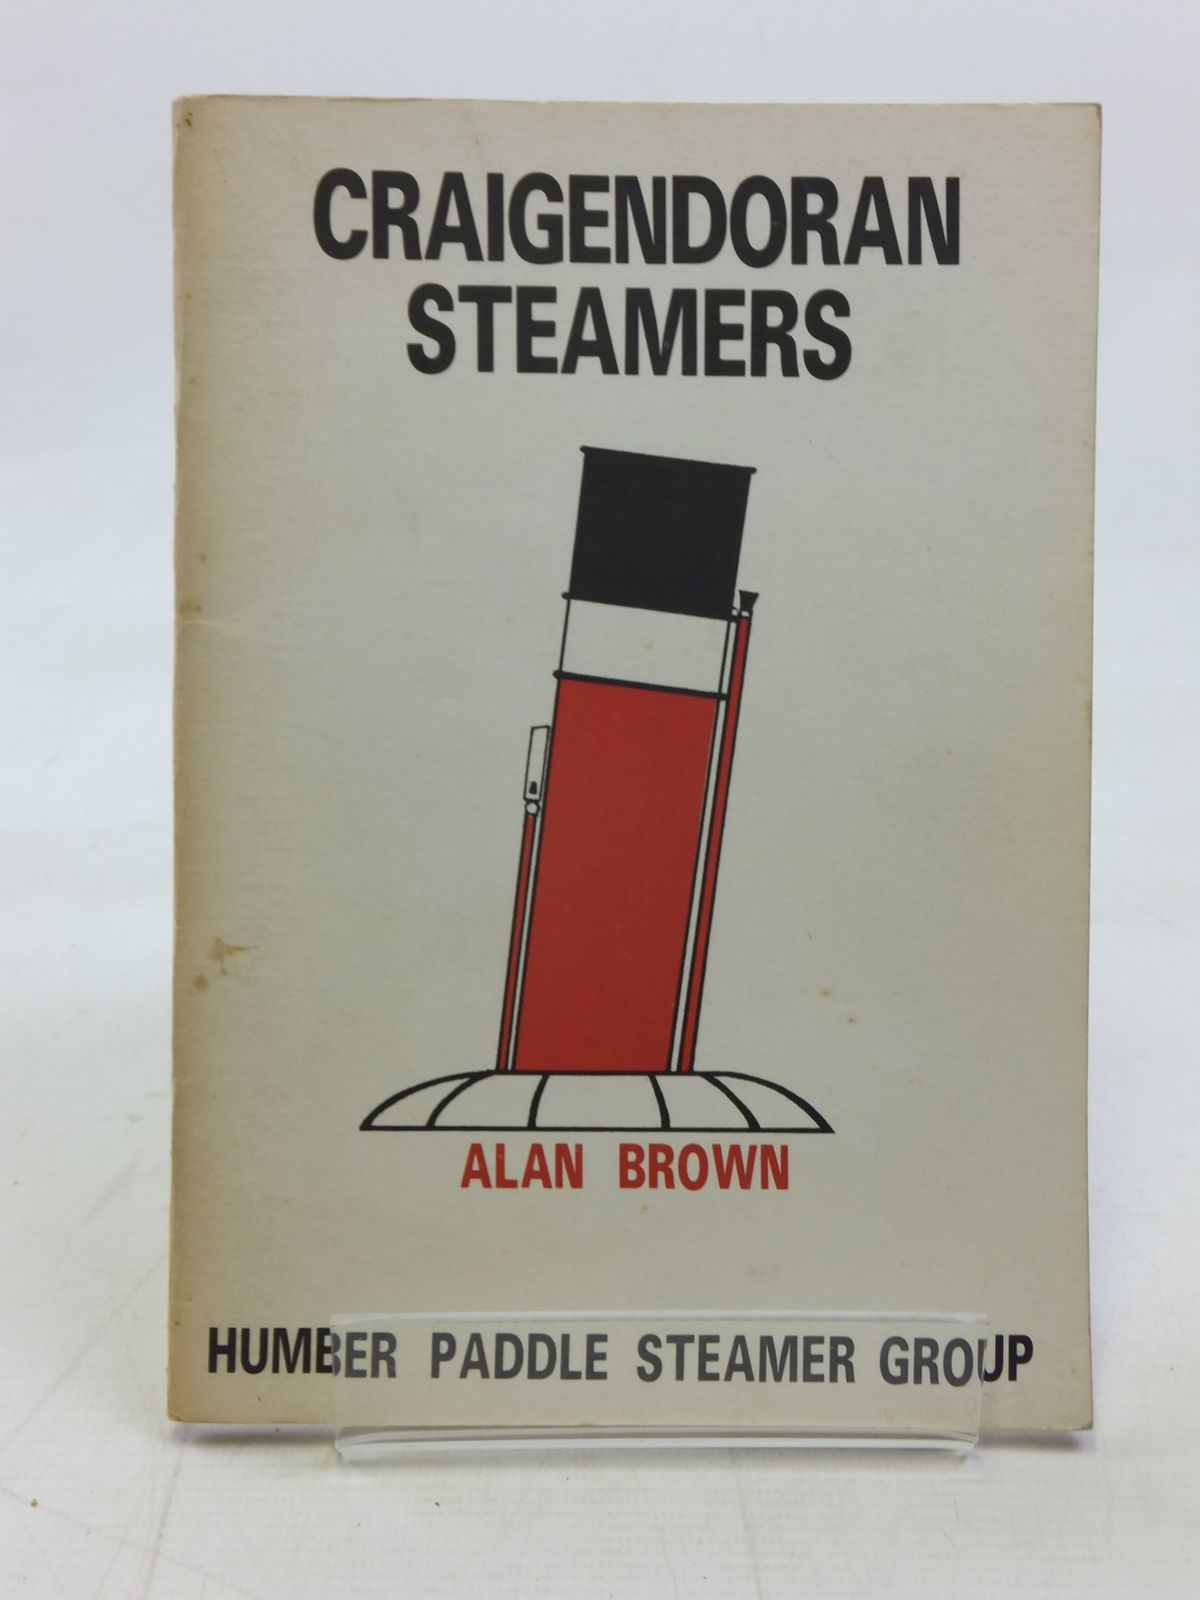 CRAIGENDORAN
STEAMERS
ALAN BROWN
HUMBER PADDLE STEAMER GROUP